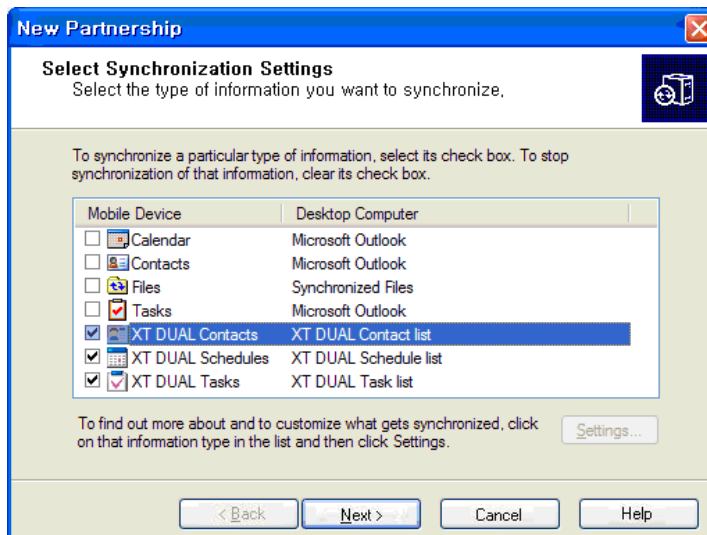 New Partnership
Select Synchronization Settings
Select the type of information you want to synchronize.
To synchronize a particular type of information, select its check box. To stop
synchronization of that information, clear its check box.
Mobile Device Desktop Computer
Calendar Microsoft Outlook
Contacts Microsoft Outlook
Files Synchronized Files
Tasks Microsoft Outlook
XT DUAL Contacts XT DUAL Contact list
XT DUAL Schedules XT DUAL Schedule list
XT DUAL Tasks XT DUAL Task list
To find out more about and to customize what gets synchronized, click
on that information type in the list and then click Settings.
Settings...
< Back Next > Cancel Help